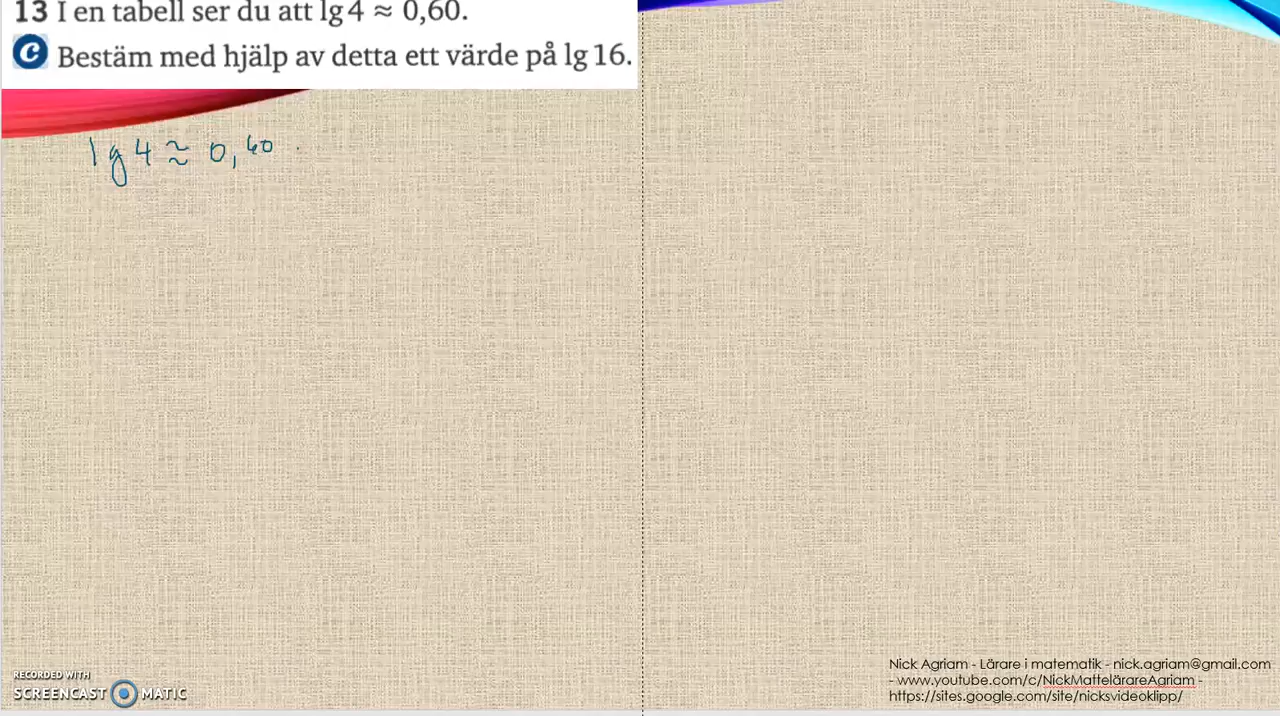 13 I en tabell ser du att lg 4 ≈ 0,60.
C Bestäm med hjälp av detta ett värde på lg 16.
lg 4 ≈ 0,60
Nick Agriam - Lärare i matematik - nick.agriam@gmail.com
- www.youtube.com/c/NickMattelärareAgriam -
https://sites.google.com/site/nicksvideoklipp/
RECORDED WITH
SCREENCAST MATIC